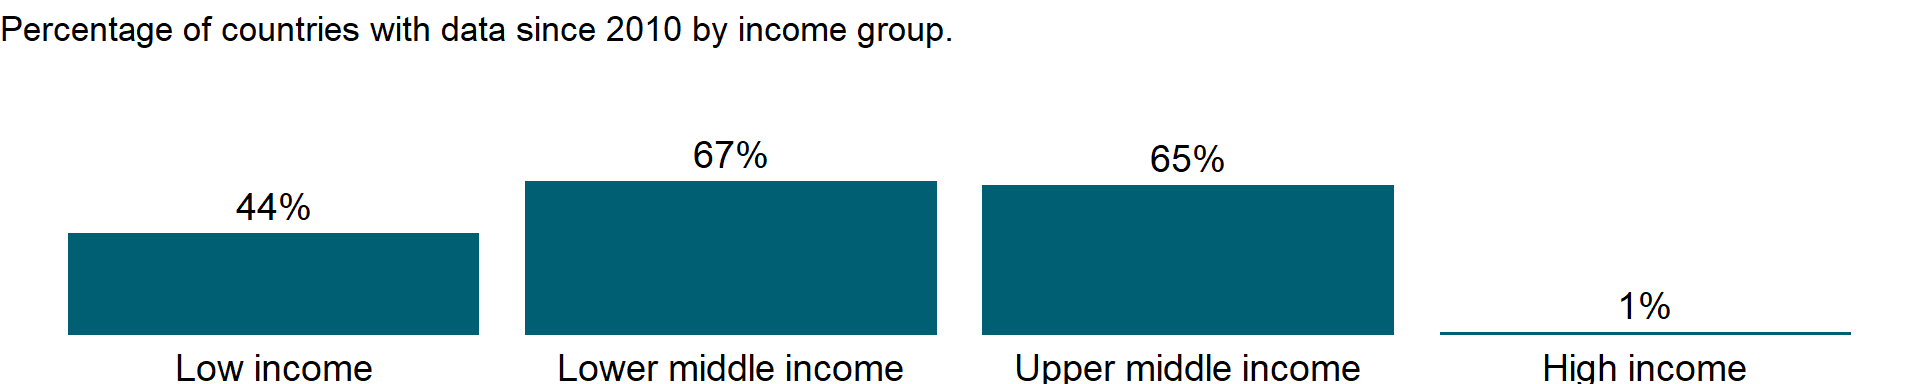 Percentage of countries with data since 2010 by income group.
67%
65%
44%
1%
Low income
Lower middle income
Upper middle income
High income